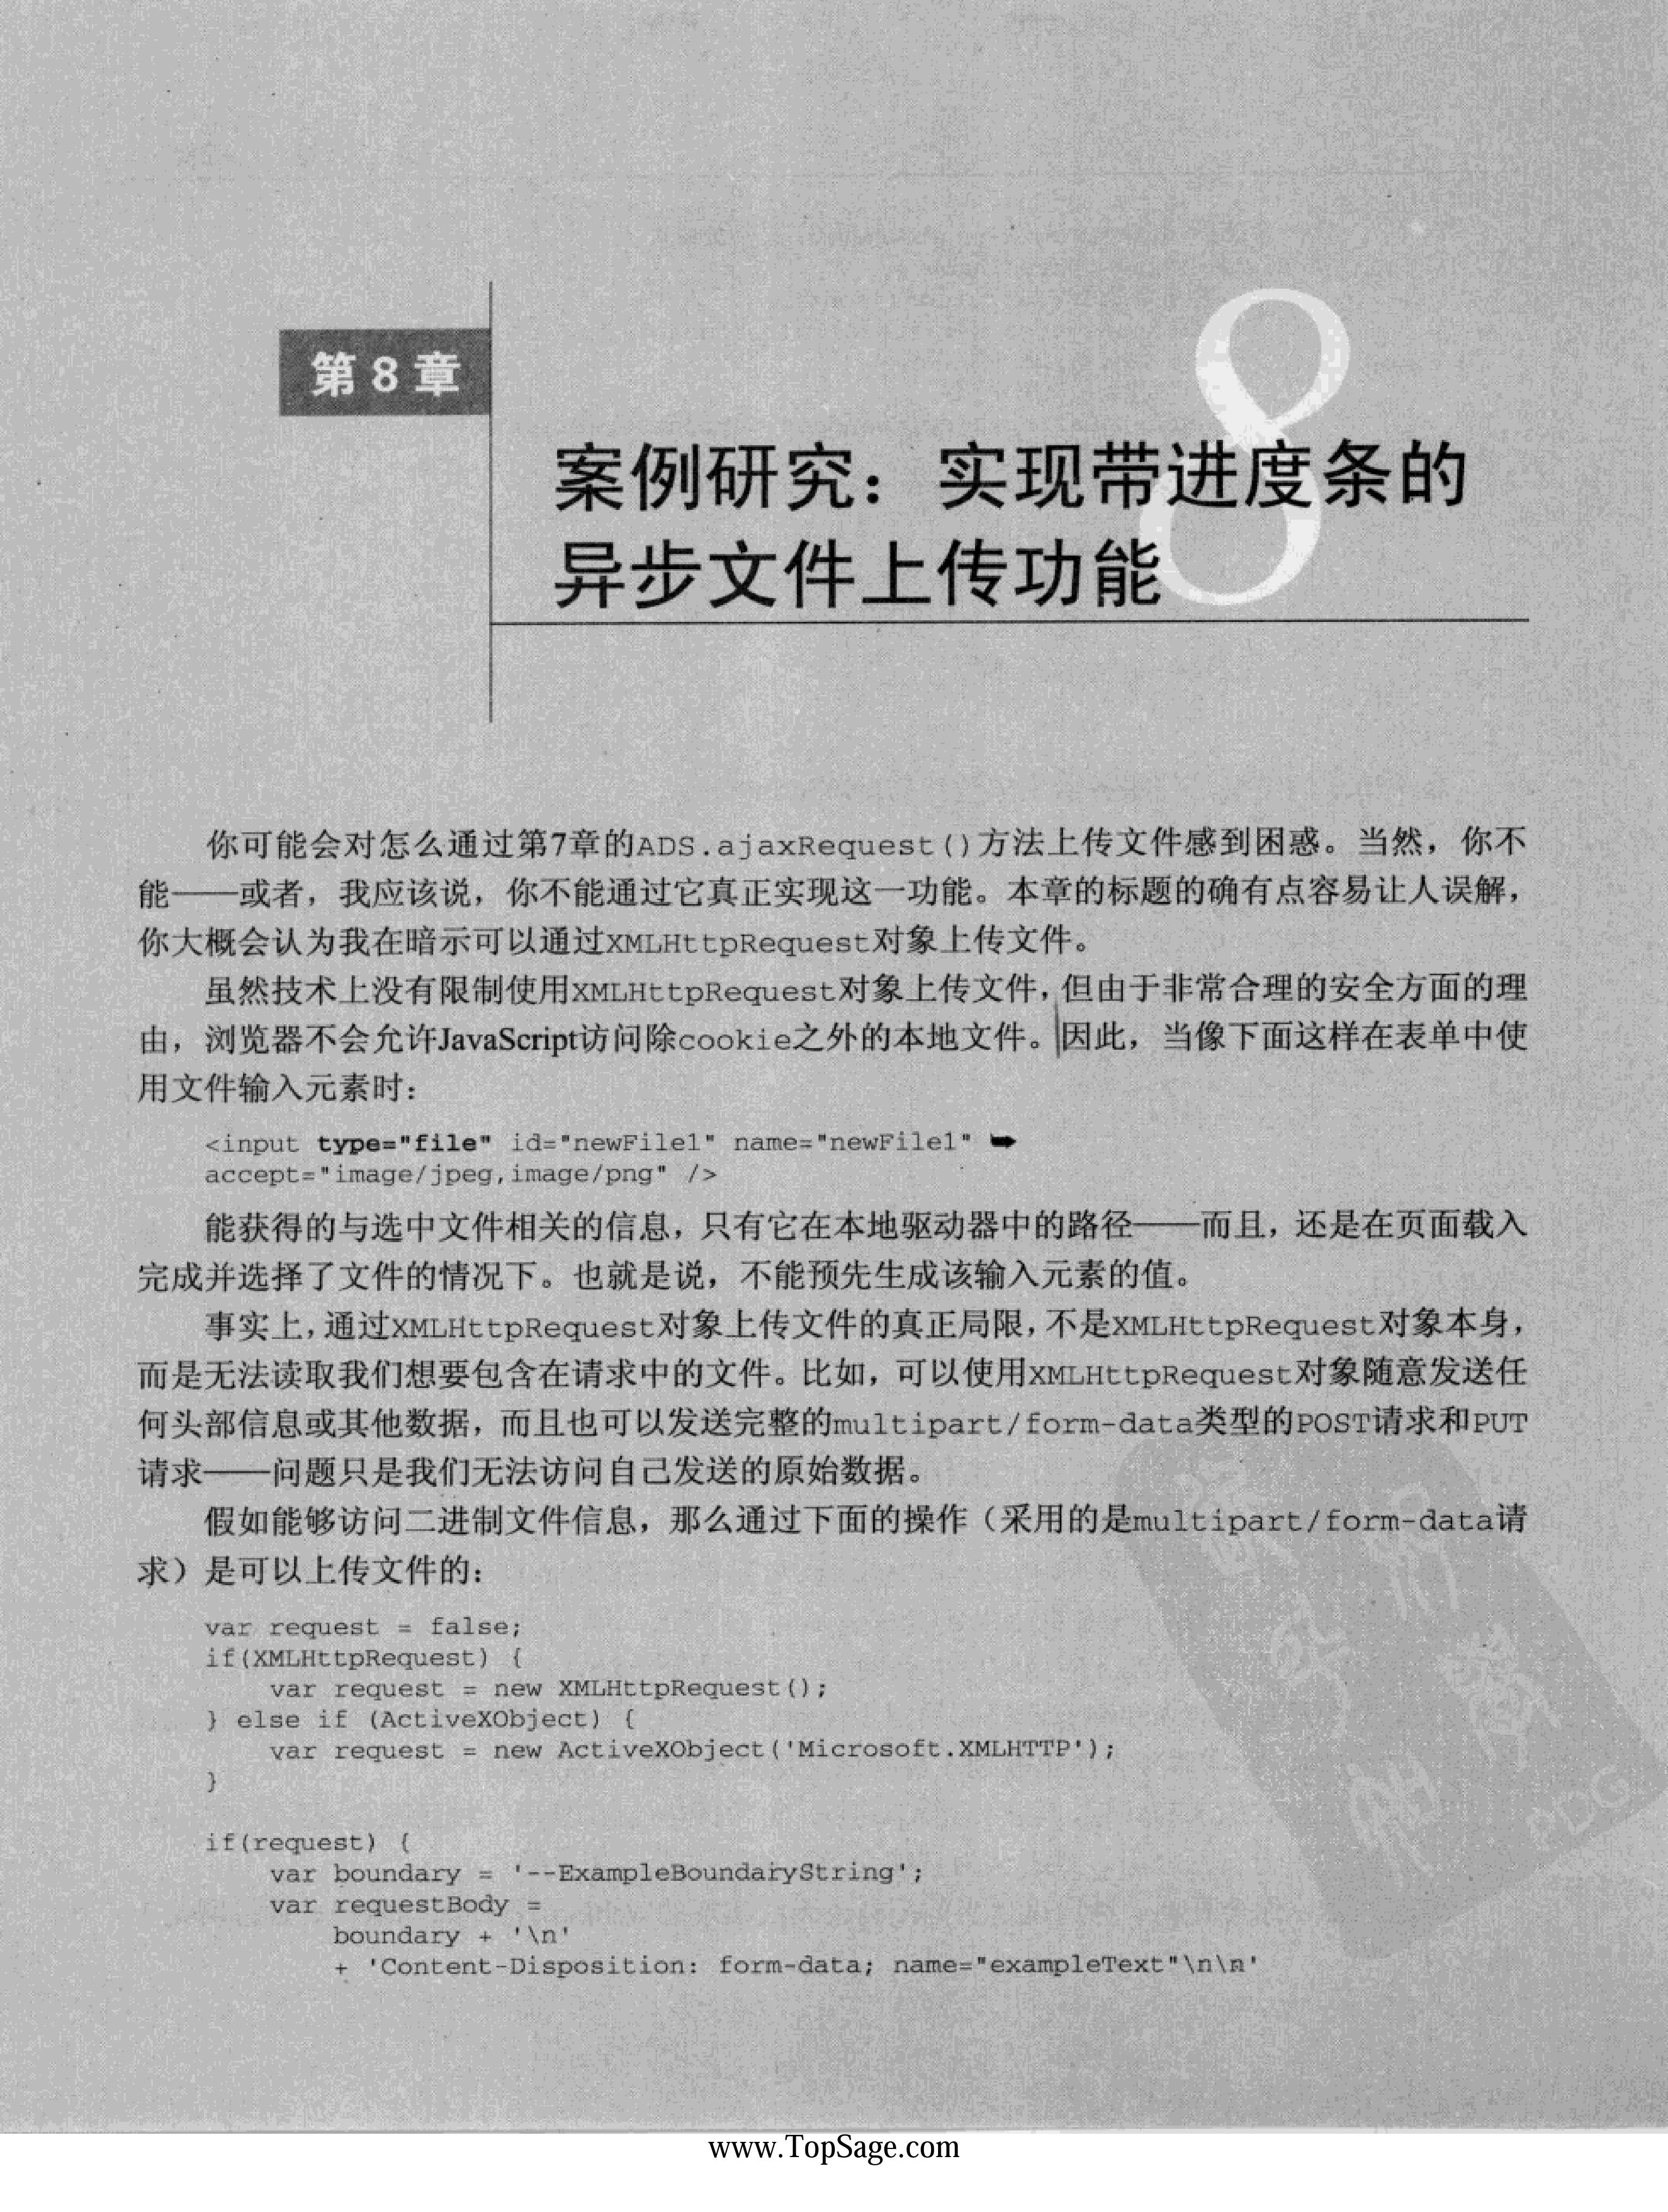 第 8 章
8
案例研究：实现带进度条的
异步文件上传功能
你可能会对怎么通过第7章的ADS.ajaxRequest()方法上传文件感到困惑。当然，你不
能——或者，我应该说，你不能通过它真正实现这一功能。本章的标题的确有点容易让人误解，
你大概会认为我在暗示可以通过XMLHttpRequest对象上传文件。
虽然技术上没有限制使用XMLHttpRequest对象上传文件，但由于非常合理的安全方面的理
由，浏览器不会允许JavaScript访问除cookie之外的本地文件。因此，当像下面这样在表单中使
用文件输入元素时：
<input type="file" id="newFile1" name="newFile1" ➥
accept="image/jpeg,image/png" />
能获得的与选中文件相关的信息，只有它在本地驱动器中的路径——而且，还是在页面载入
完成并选择了文件的情况下。也就是说，不能预先生成该输入元素的值。
事实上，通过XMLHttpRequest对象上传文件的真正局限，不是XMLHttpRequest对象本身，
而是无法读取我们想要包含在请求中的文件。比如，可以使用XMLHttpRequest对象随意发送任
何头部信息或其他数据，而且也可以发送完整的multipart/form-data类型的POST请求和PUT
请求——问题只是我们无法访问自己发送的原始数据。
假如能够访问二进制文件信息，那么通过下面的操作（采用的是multipart/form-data请
求）是可以上传文件的：
var request = false;
if(XMLHttpRequest) {
var request = new XMLHttpRequest();
} else if (ActiveXObject) {
var request = new ActiveXObject('Microsoft.XMLHTTP');
}
if(request) {
var boundary = '--ExampleBoundaryString';
var requestBody =
boundary + '\n'
+ 'Content-Disposition: form-data; name="exampleText"\n\n'
PDG
www.TopSage.com